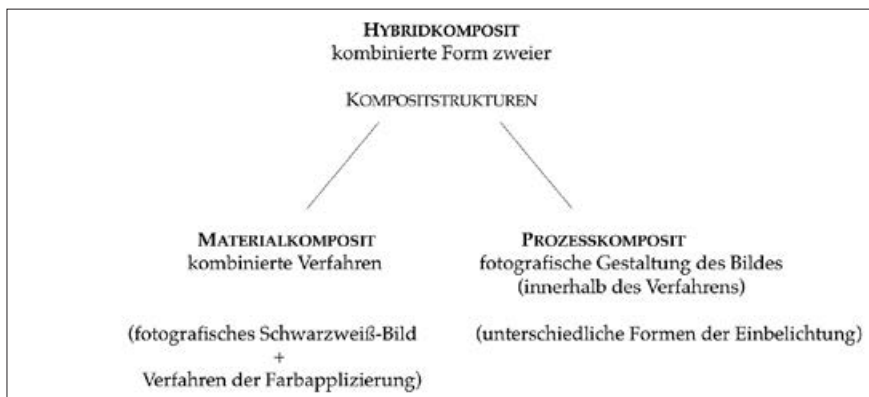 HYBRIDKOMPOSIT
kombinierte Form zweier
KOMPOSITSTRUKTUREN
MATERIALKOMPOSIT
kombinierte Verfahren
(fotografisches Schwarzweiß-Bild
+
Verfahren der Farbapplizierung)
PROZESSKOMPOSIT
fotografische Gestaltung des Bildes
(innerhalb des Verfahrens)
(unterschiedliche Formen der Einbelichtung)